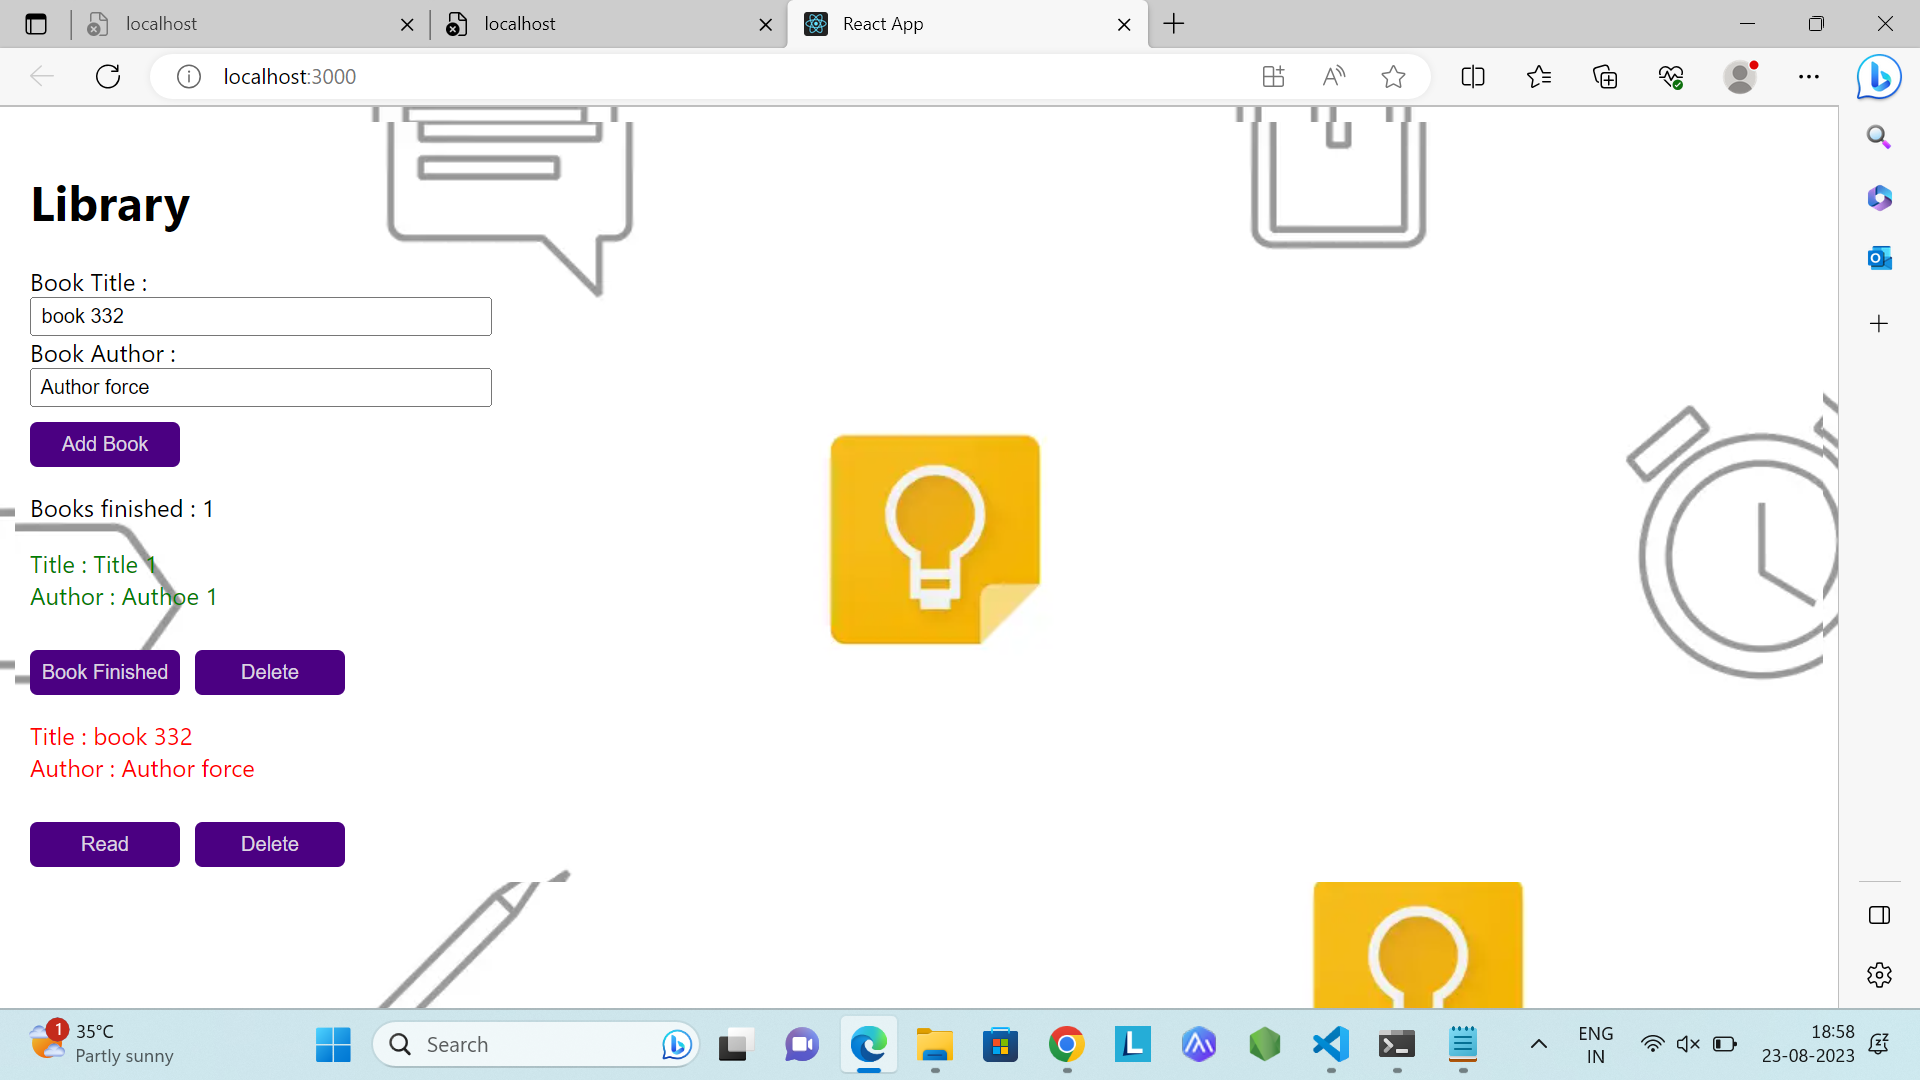 localhost
localhost
React App
localhost:3000
Library
Book Title :
book 332
Book Author :
Author force
Add Book
Books finished : 1
Title : Title 1
Author : Authoe 1
Book Finished
Delete
Title : book 332
Author : Author force
Read
Delete
1
35°C
Partly sunny
Search
L
ENG
IN
18:58
23-08-2023